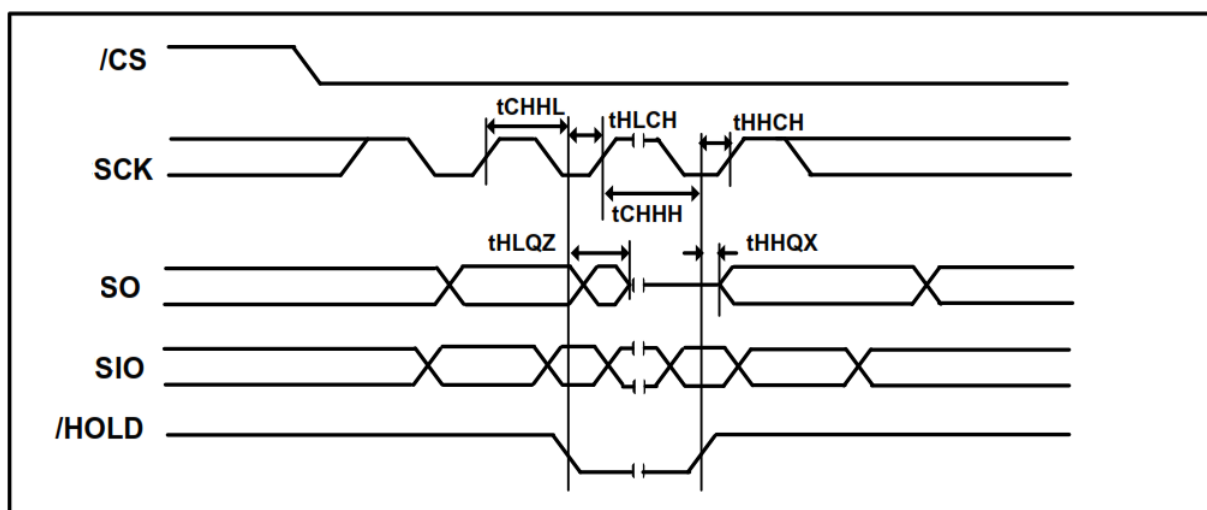 /CS
tCHHL
tHLCH
tHHCH
SCK
tCHHH
tHLQZ
tHHQX
SO
SIO
/HOLD